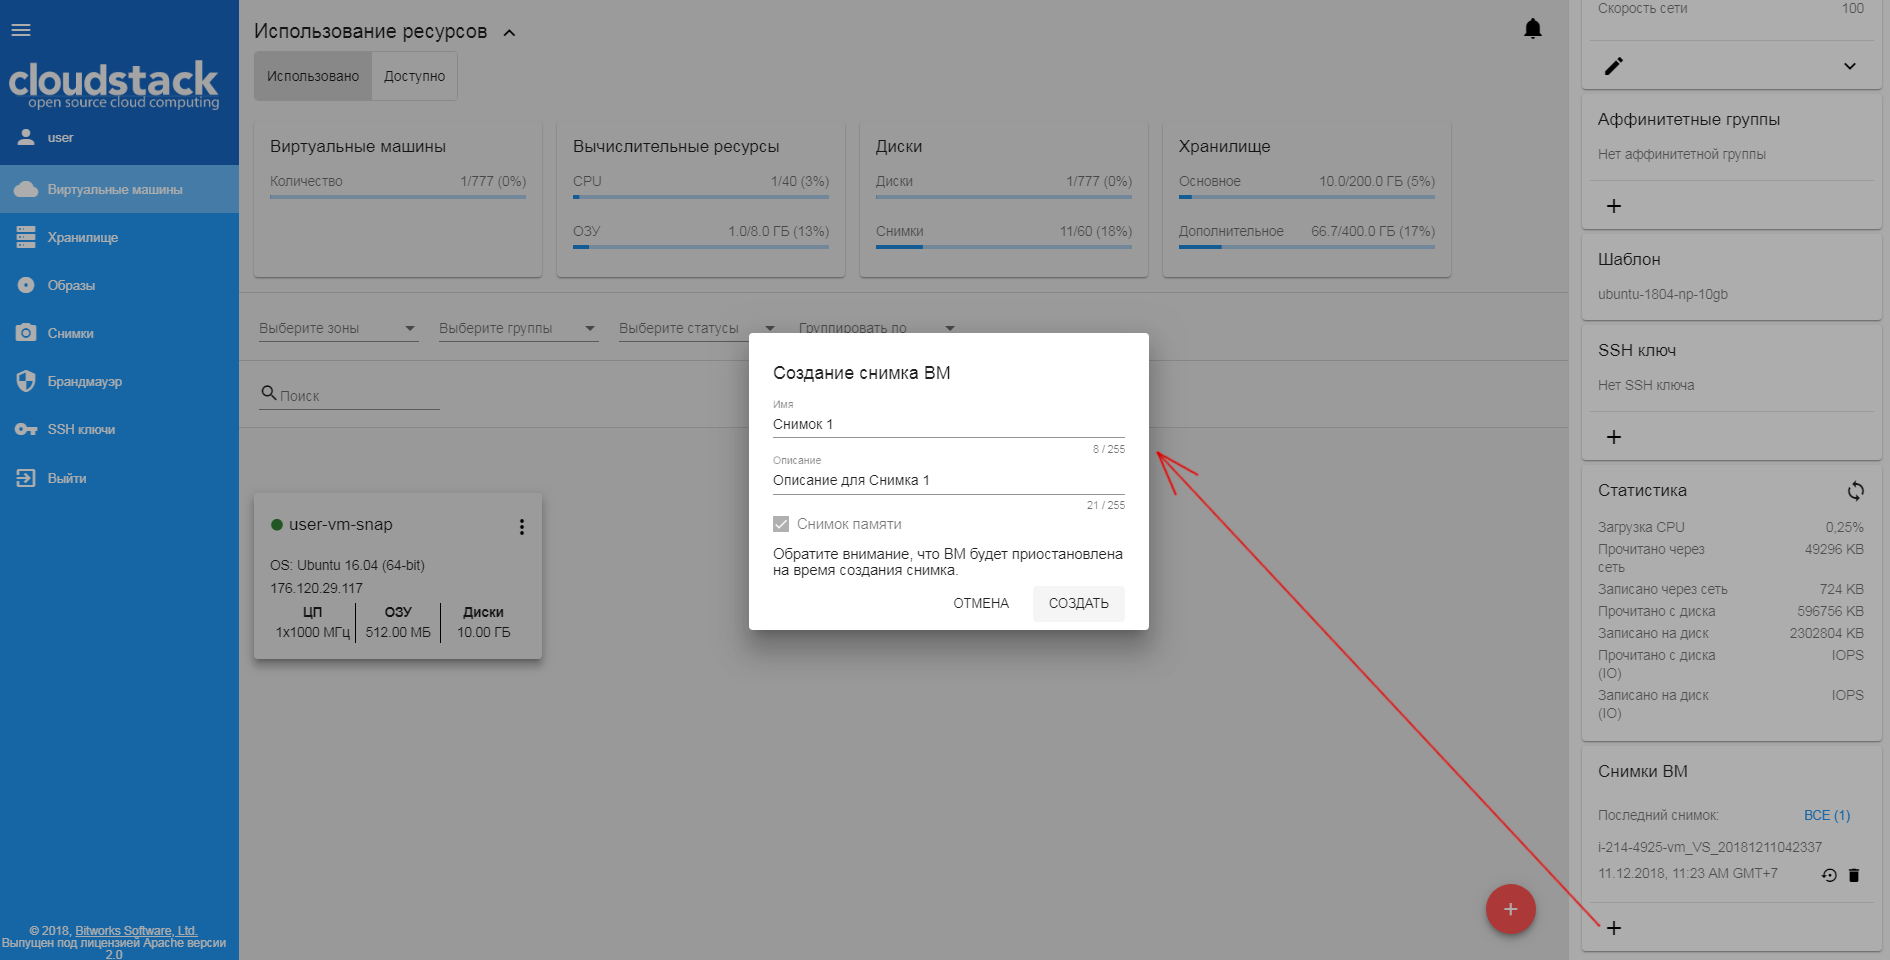 cloudstack
open source cloud computing
user
Виртуальные машины
Хранилище
Образы
Снимки
Брандмауэр
SSH ключи
Выйти
© 2018, Bitworks Software, Ltd.
Выпущен под лицензией Apache версии
2.0
Использование ресурсов
Использовано Доступно
Виртуальные машины
Количество 1/777 (0%)
Вычислительные ресурсы
CPU 1/40 (3%)
ОЗУ 1.0/8.0 ГБ (13%)
Диски
Диски 1/777 (0%)
Снимки 11/60 (18%)
Хранилище
Основное 10.0/200.0 ГБ (5%)
Дополнительное 66.7/400.0 ГБ (17%)
Выберите зоны Выберите группы Выберите статусы Группировать по
Поиск
user-vm-snap
OS: Ubuntu 16.04 (64-bit)
176.120.29.117
ЦП ОЗУ Диски
1x1000 МГц 512.00 МБ 10.00 ГБ
Создание снимка ВМ
Имя
Снимок 1
8 / 255
Описание
Описание для Снимка 1
21 / 255
Снимок памяти
Обратите внимание, что ВМ будет приостановлена
на время создания снимка.
ОТМЕНА СОЗДАТЬ
Скорость сети 100
Аффинитетные группы
Нет аффинитетной группы
Шаблон
ubuntu-1804-np-10gb
SSH ключ
Нет SSH ключа
Статистика
Загрузка CPU 0,25%
Прочитано через 49296 KB
сеть
Записано через сеть 724 KB
Прочитано с диска 596756 KB
Записано на диск 2302804 KB
Прочитано с диска IOPS
(IO)
Записано на диск IOPS
(IO)
Снимки ВМ
Последний снимок: ВСЕ (1)
i-214-4925-vm_VS_20181211042337
11.12.2018, 11:23 AM GMT+7